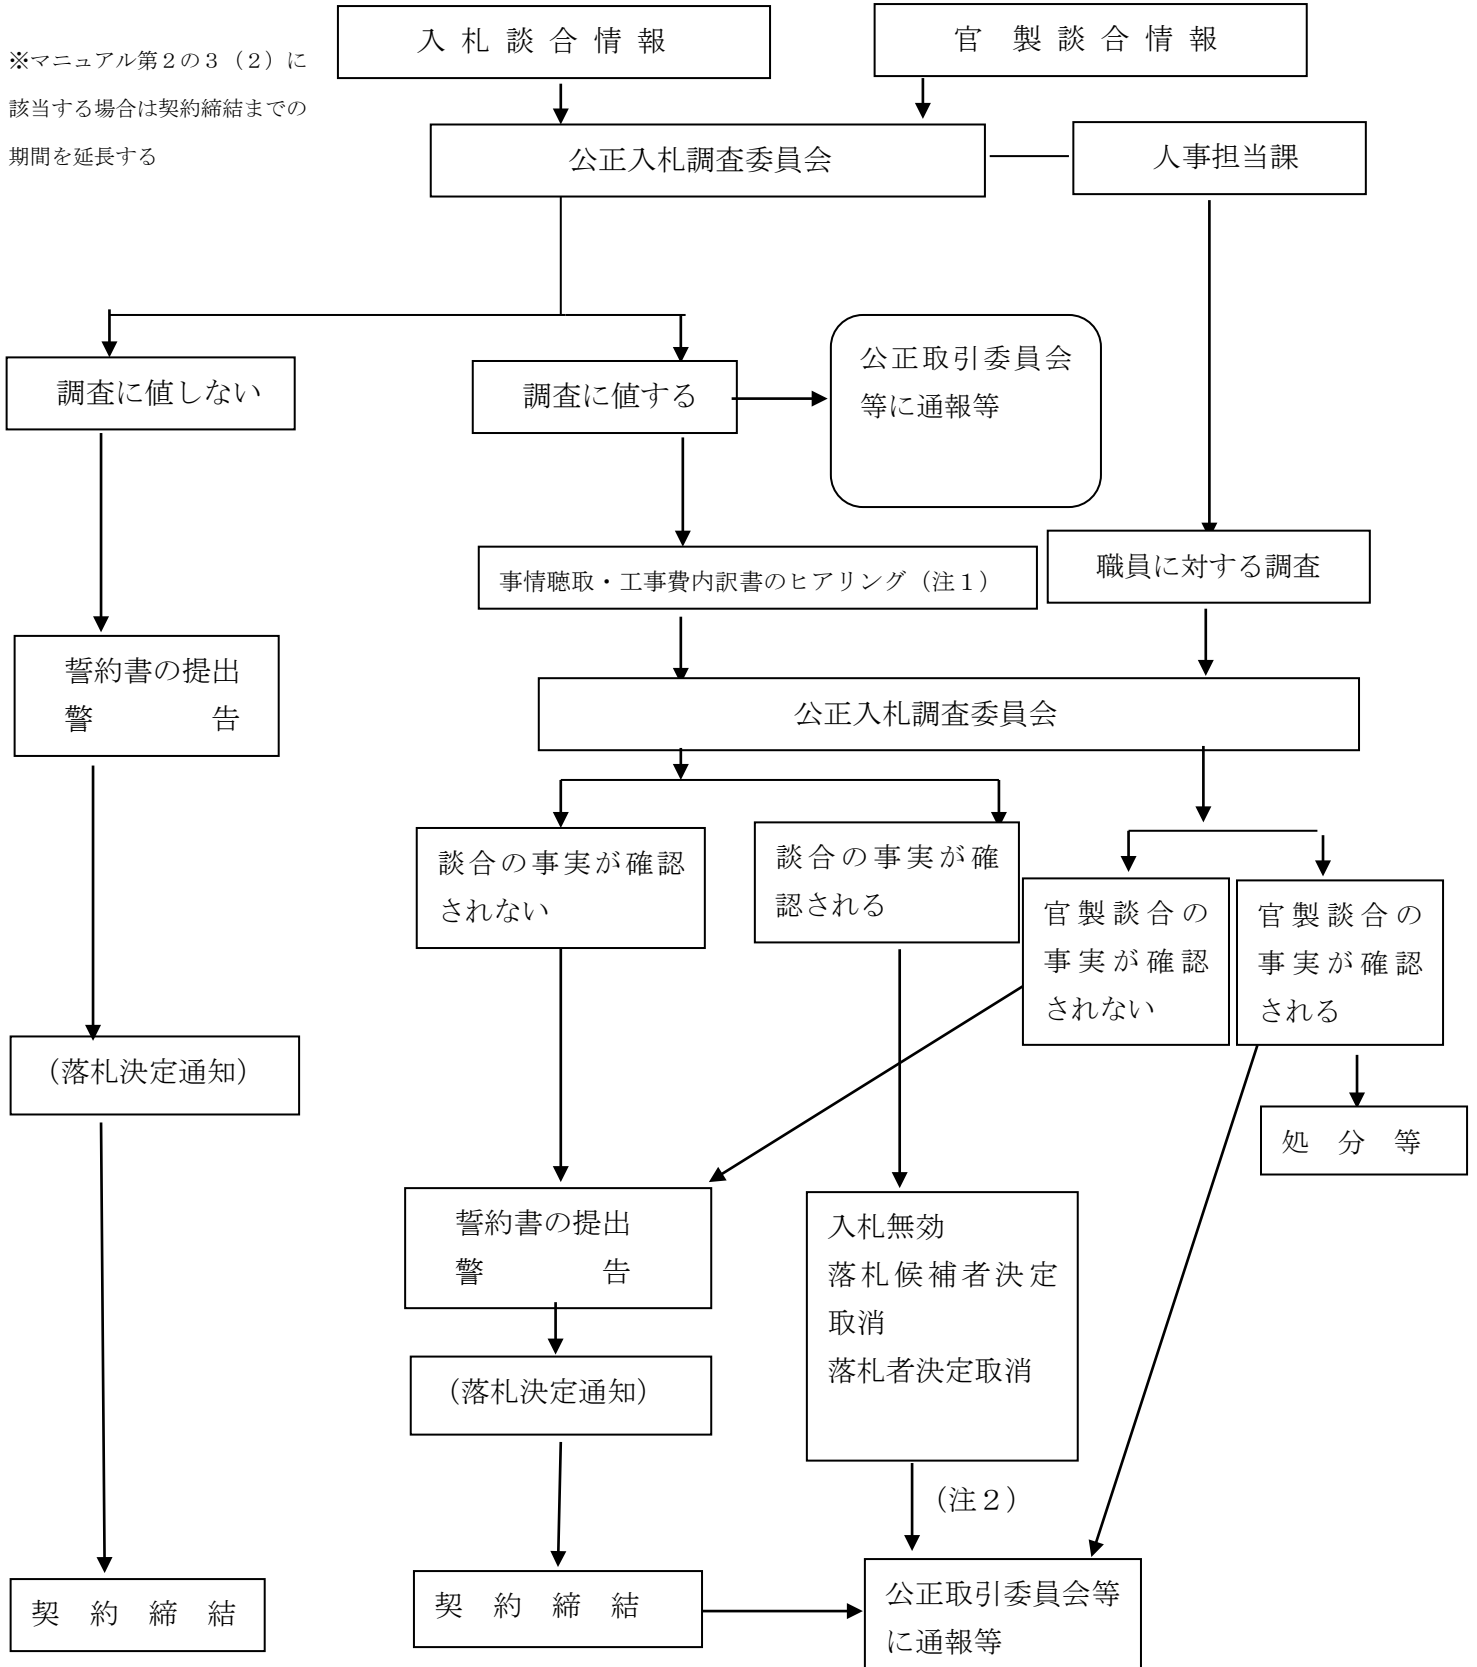 入札談合情報
官　製談合情報
※マニュアル第２の３（２）に
該当する場合は契約締結までの
期間を延長する
公正入札調査委員会
人事担当課
調査に値しない
調査に値する
公正取引委員会
等に通報等
事情聴取・工事費内訳書のヒアリング（注１）
職員に対する調査
誓約書の提出
警　　　　告
公正入札調査委員会
談合の事実が確認
されない
談合の事実が確
認される
官製談合の
事実が確認
されない
官製談合の
事実が確認
される
（落札決定通知）
処　分　等
誓約書の提出
警　　　　告
入札無効
落札候補者決定
取消
落札者決定取消
（落札決定通知）
（注２）
契　約　締　結
契　約　締　結
公正取引委員会等
に通報等